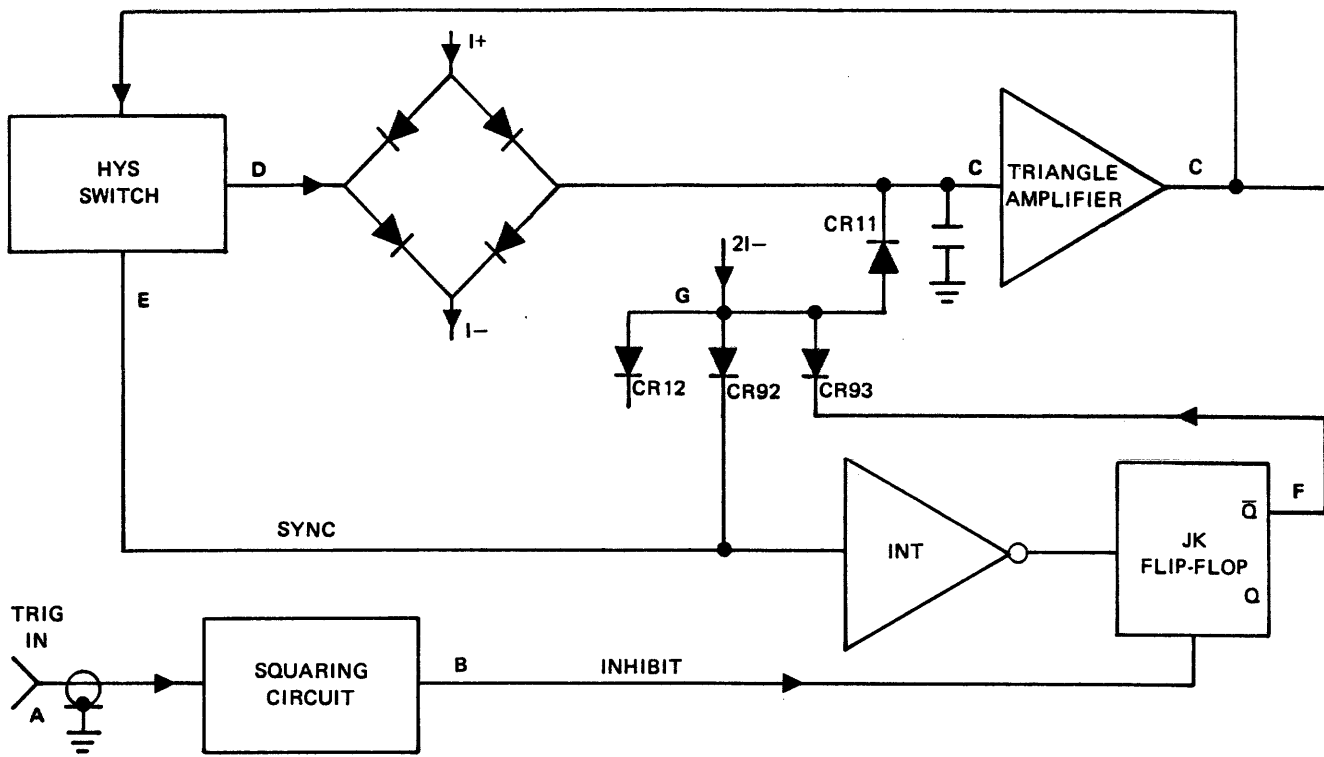 I+
HYS
SWITCH
D
C
TRIANGLE
AMPLIFIER
C
CR11
2I−
E
G
I−
CR12
CR92
CR93
F
Q̅
SYNC
INT
JK
FLIP-FLOP
Q
TRIG
IN
SQUARING
CIRCUIT
B
INHIBIT
A